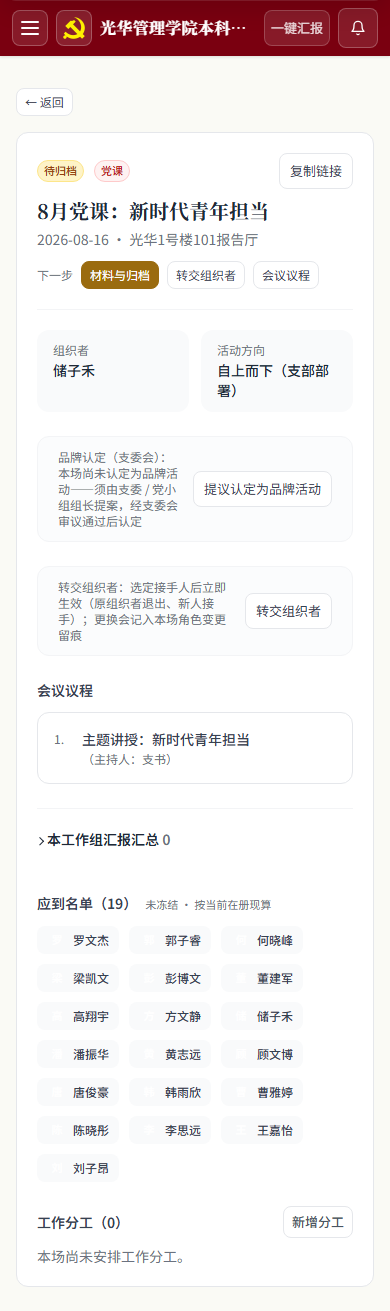 光华管理学院本科…
一键汇报
← 返回
待归档
党课
复制链接
8月党课：新时代青年担当
2026-08-16 · 光华1号楼101报告厅
下一步
材料与归档
转交组织者
会议议程
组织者
储子禾
活动方向
自上而下（支部部
署）
品牌认定（支委会）：
本场尚未认定为品牌活
动——须由支委 / 党小
组组长提案，经支委会
审议通过后认定
提议认定为品牌活动
转交组织者：选定接手人后立即
生效（原组织者退出、新人接
手）；更换会记入本场角色变更
留痕
转交组织者
会议议程
1.
主题讲授：新时代青年担当
（主持人：支书）
本工作组汇报汇总 0
应到名单（19）
未冻结 · 按当前在册现算
罗文杰
郭子睿
何晓峰
梁凯文
彭博文
董建军
高翔宇
方文静
储子禾
潘振华
黄志远
顾文博
唐俊豪
韩雨欣
曹雅婷
陈晓彤
李思远
王嘉怡
刘子昂
工作分工（0）
新增分工
本场尚未安排工作分工。